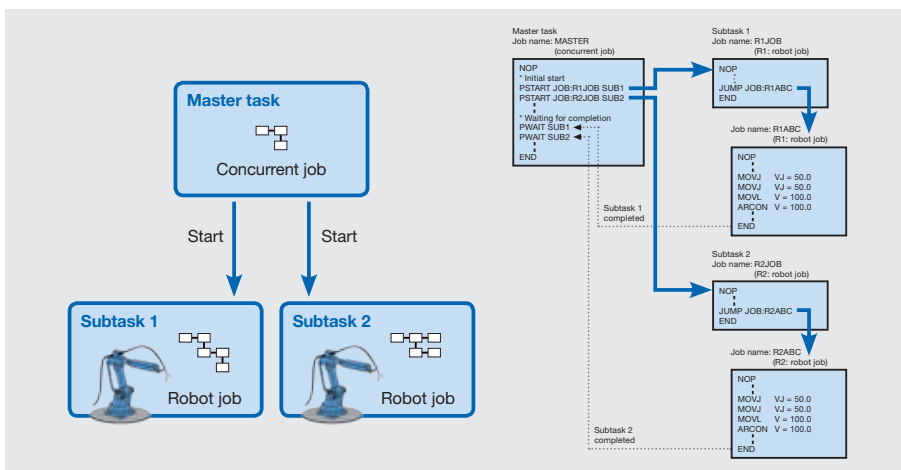 Master task
Concurrent job
Start
Start
Subtask 1
Robot job
Subtask 2
Robot job
Master task
Job name: MASTER
(concurrent job)
NOP
* Initial start
PSTART JOB:R1JOB SUB1
PSTART JOB:R2JOB SUB2
* Waiting for completion
PWAIT SUB1
PWAIT SUB2
END
Subtask 1
Job name: R1JOB
(R1: robot job)
NOP
JUMP JOB:R1ABC
END
Job name: R1ABC
(R1: robot job)
NOP
MOVJ VJ = 50.0
MOVJ VJ = 50.0
MOVL V = 100.0
ARCON V = 100.0
END
Subtask 1
completed
Subtask 2
Job name: R2JOB
(R2: robot job)
NOP
JUMP JOB:R2ABC
END
Job name: R2ABC
(R2: robot job)
NOP
MOVJ VJ = 50.0
MOVJ VJ = 50.0
MOVL V = 100.0
ARCON V = 100.0
END
Subtask 2
completed